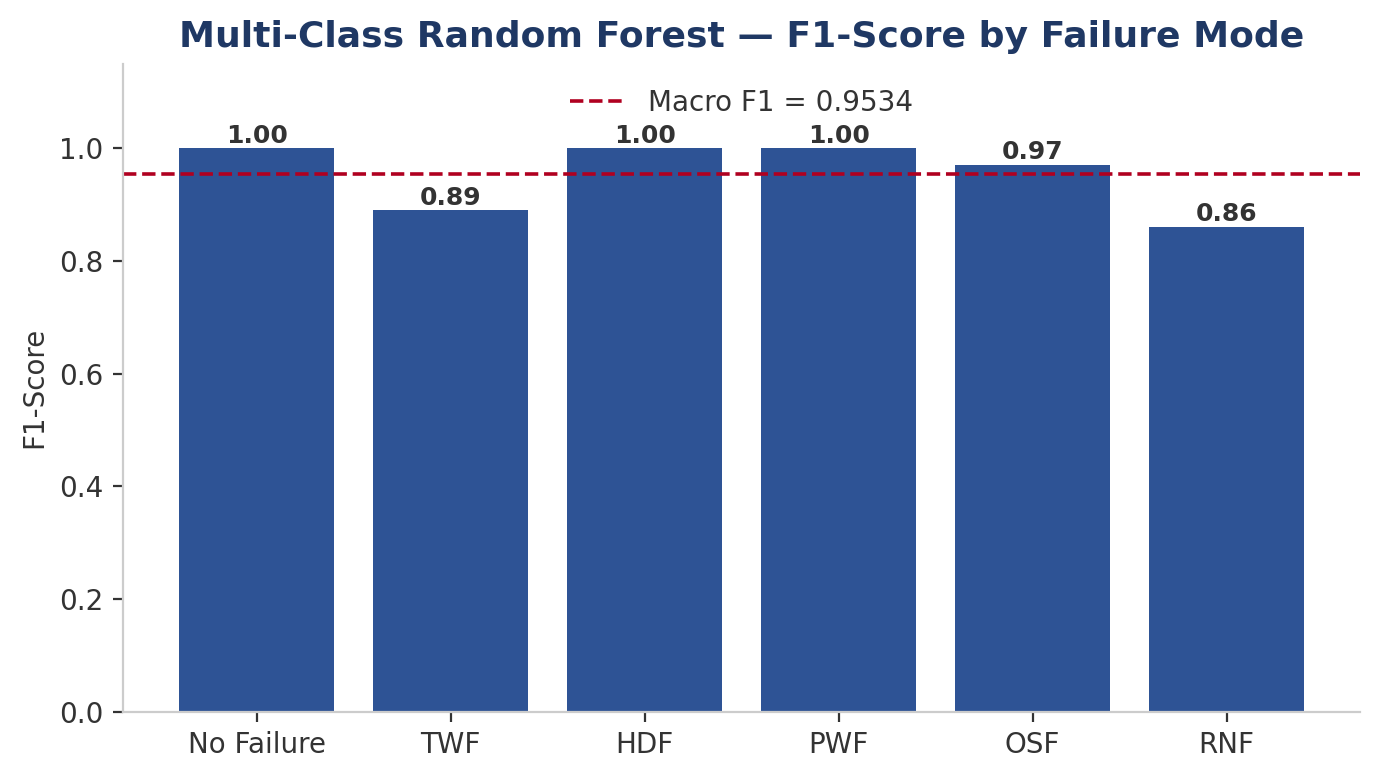 Multi-Class Random Forest — F1-Score by Failure Mode
Macro F1 = 0.9534
1.00
0.89
1.00
1.00
0.97
0.86
1.0
0.8
0.6
0.4
0.2
0.0
F1-Score
No Failure
TWF
HDF
PWF
OSF
RNF